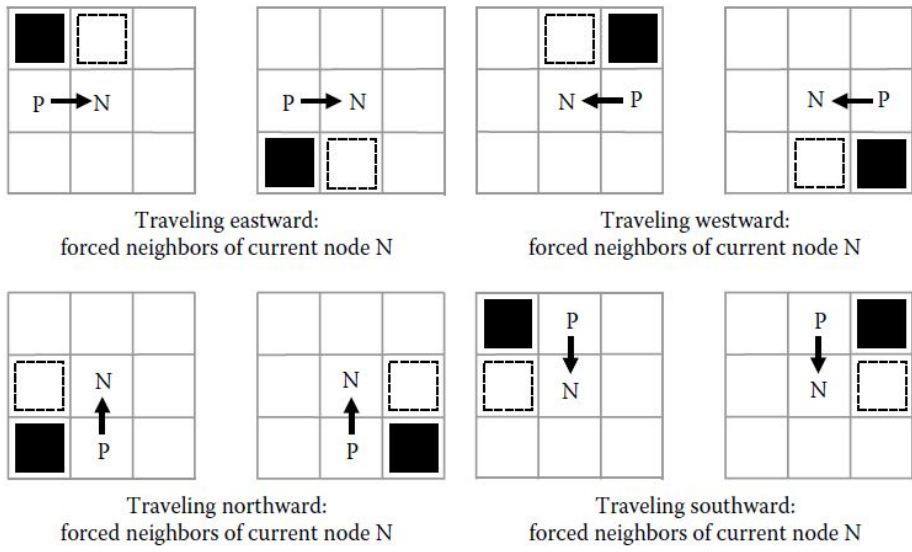 P N
P N
N P
N P
Traveling eastward:
forced neighbors of current node N
Traveling westward:
forced neighbors of current node N
N
P
N
P
P
N
P
N
Traveling northward:
forced neighbors of current node N
Traveling southward:
forced neighbors of current node N